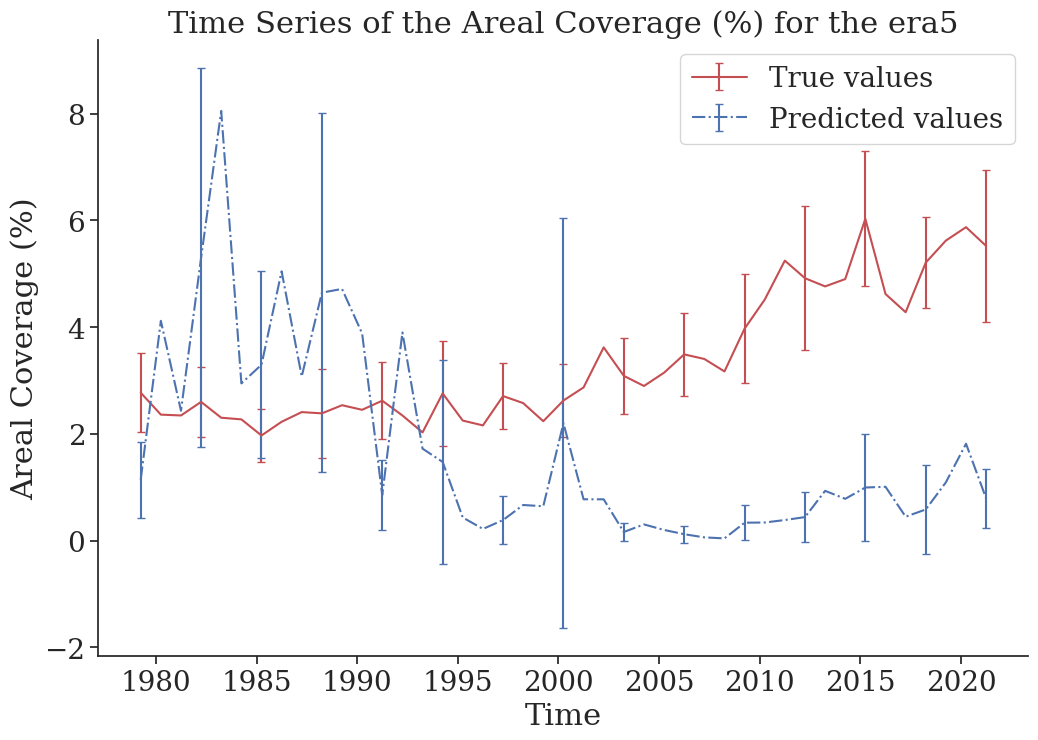 Time Series of the Areal Coverage (%) for the era5
True values
Predicted values
Areal Coverage (%)
8
6
4
2
0
−2
1980 1985 1990 1995 2000 2005 2010 2015 2020
Time